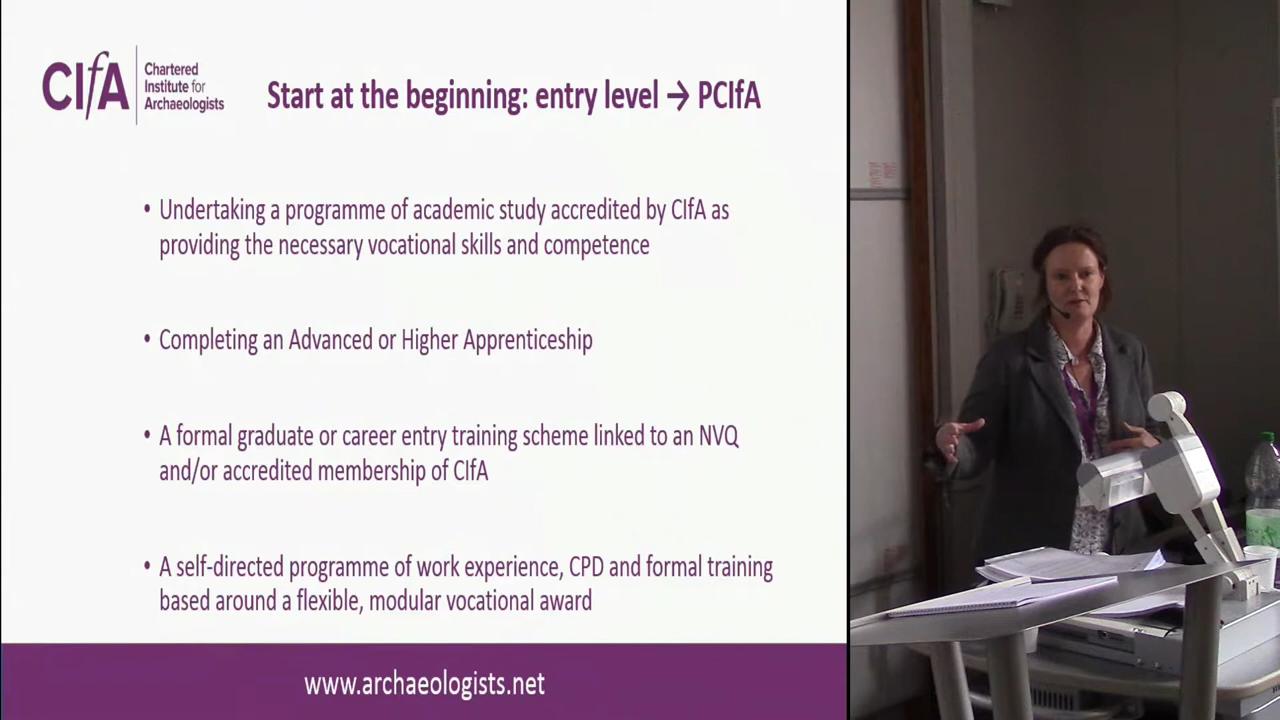 CIfA
Chartered
Institute for
Archaeologists
Start at the beginning: entry level → PCIfA
• Undertaking a programme of academic study accredited by CIfA as
providing the necessary vocational skills and competence
• Completing an Advanced or Higher Apprenticeship
• A formal graduate or career entry training scheme linked to an NVQ
and/or accredited membership of CIfA
• A self-directed programme of work experience, CPD and formal training
based around a flexible, modular vocational award
www.archaeologists.net